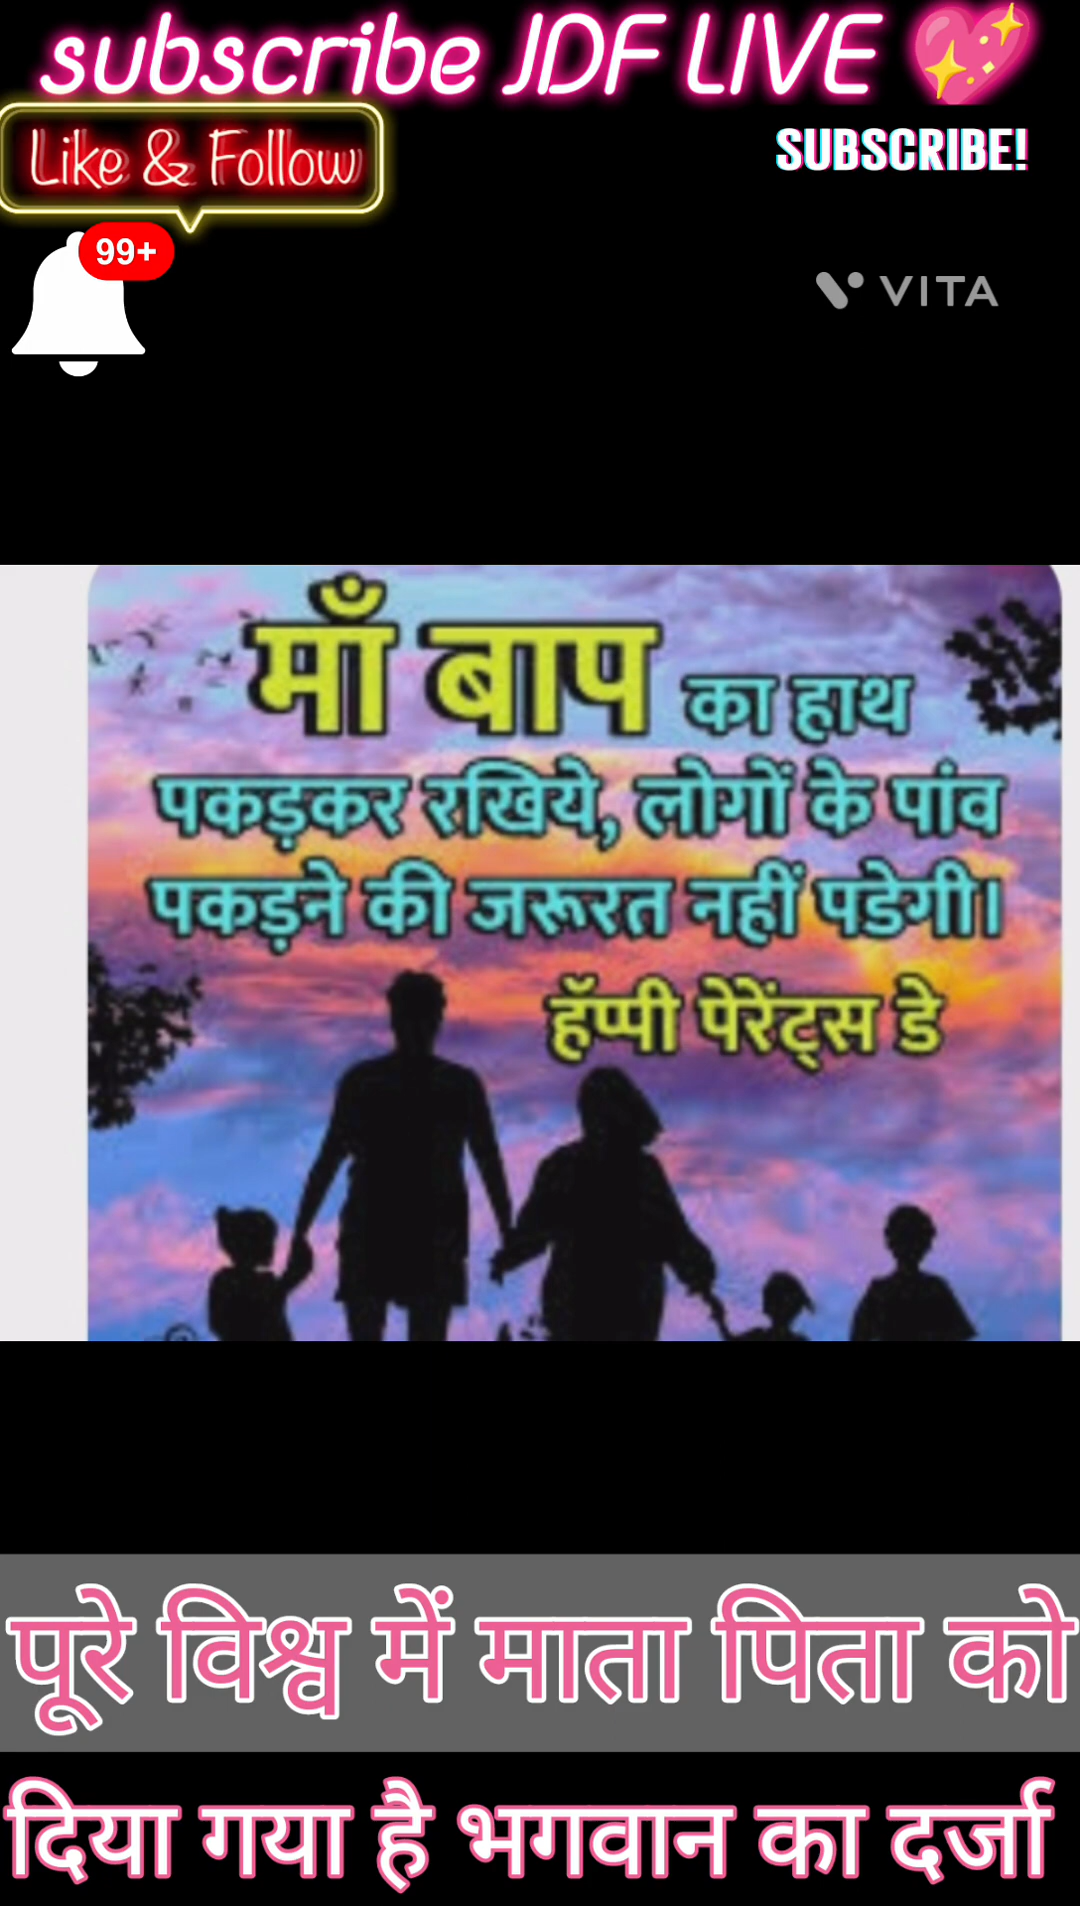 subscribe JDF LIVE
Like & Follow
SUBSCRIBE!
99+
VITA
माँ बाप का हाथ
पकड़कर रखिये, लोगों के पांव
पकड़ने की जरूरत नहीं पडेगी।
हॅप्पी पेरेंट्स डे
पूरे विश्व में माता पिता को
दिया गया है भगवान का दर्जा